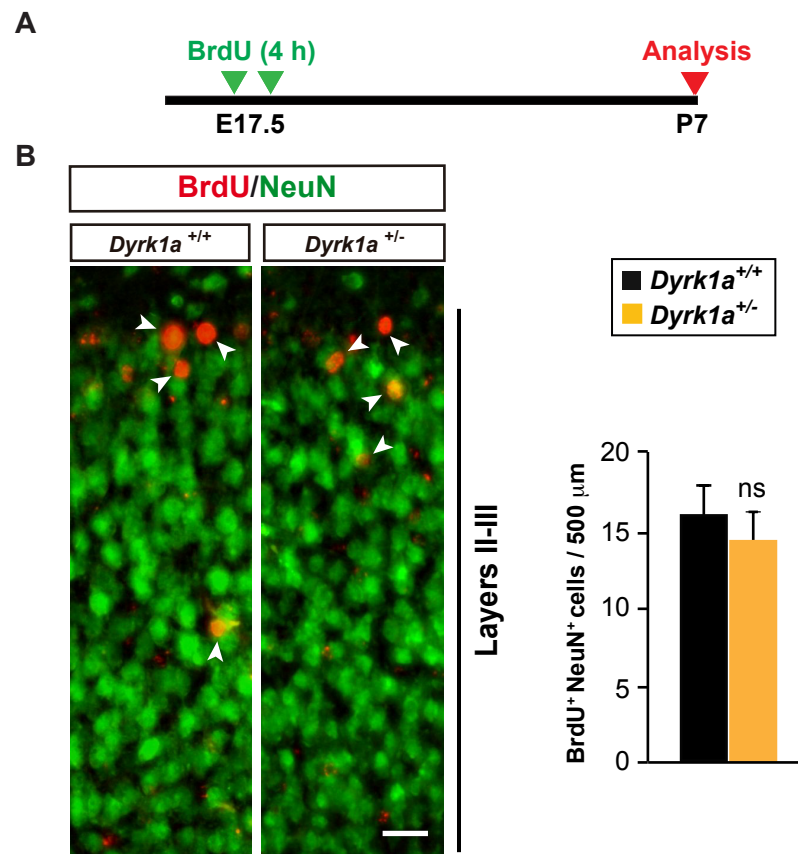 A
BrdU (4 h)
Analysis
E17.5
P7
B
BrdU/NeuN
Dyrk1a +/+
Dyrk1a +/-
Layers II-III
Dyrk1a+/+
Dyrk1a+/-
BrdU+ NeuN+ cells / 500 μm
20
15
10
5
0
ns